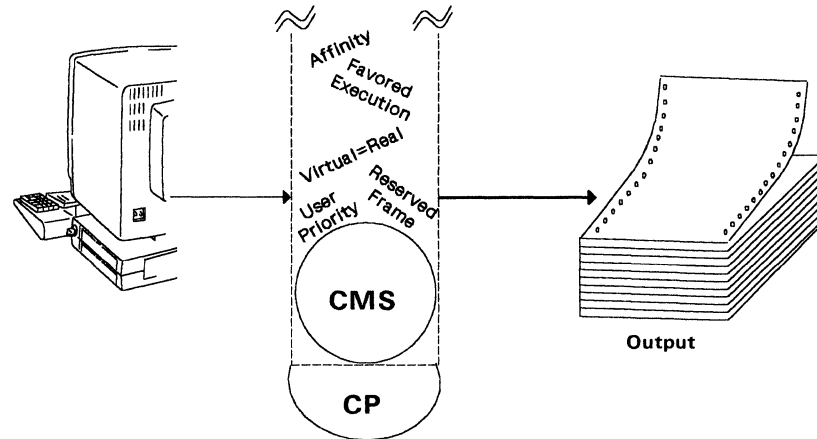 Affinity
Favored
Execution
Virtual=Real
Reserved
Frame
User
Priority
CMS
CP
Output